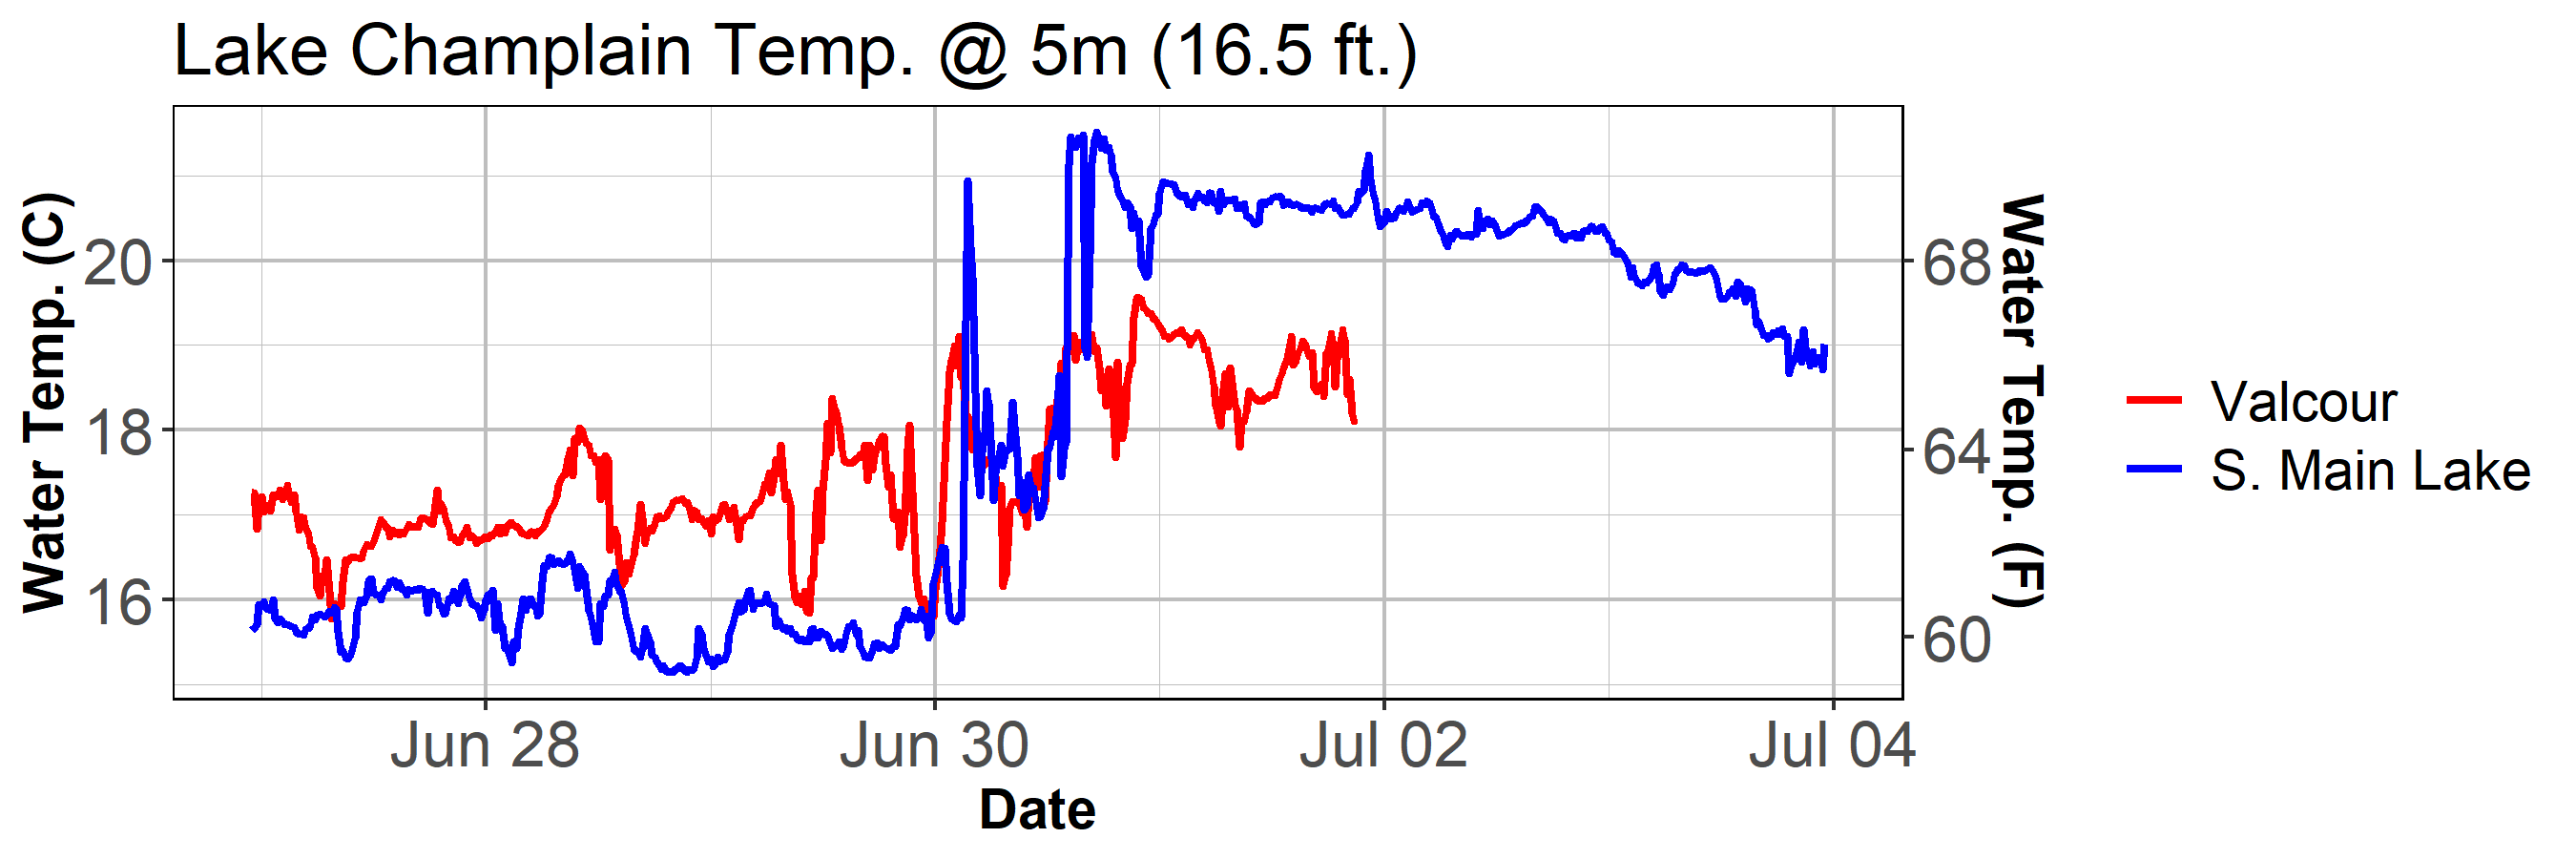 Lake Champlain Temp. @ 5m (16.5 ft.)
Water Temp. (C)
20
18
16
68
64
60
Water Temp. (F)
Jun 28
Jun 30
Jul 02
Jul 04
Date
Valcour
S. Main Lake